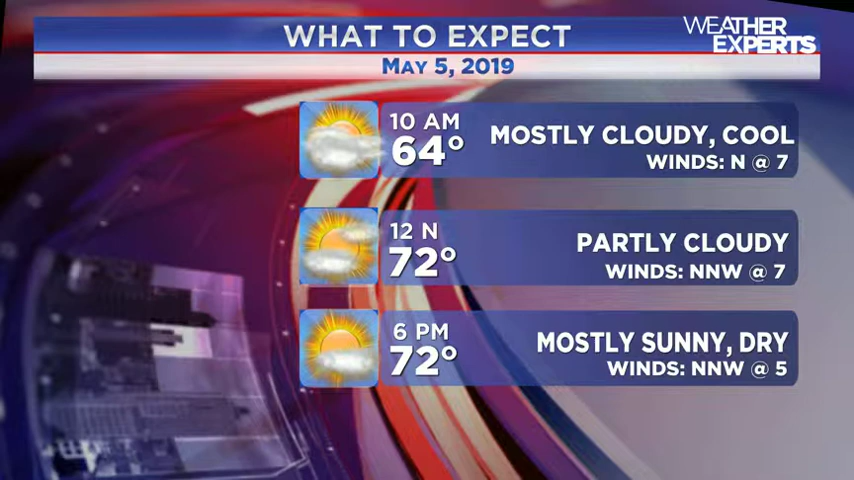 WHAT TO EXPECT
WEATHER
EXPERTS
MAY 5, 2019
10 AM
64°
MOSTLY CLOUDY, COOL
WINDS: N @ 7
12 N
72°
PARTLY CLOUDY
WINDS: NNW @ 7
6 PM
72°
MOSTLY SUNNY, DRY
WINDS: NNW @ 5